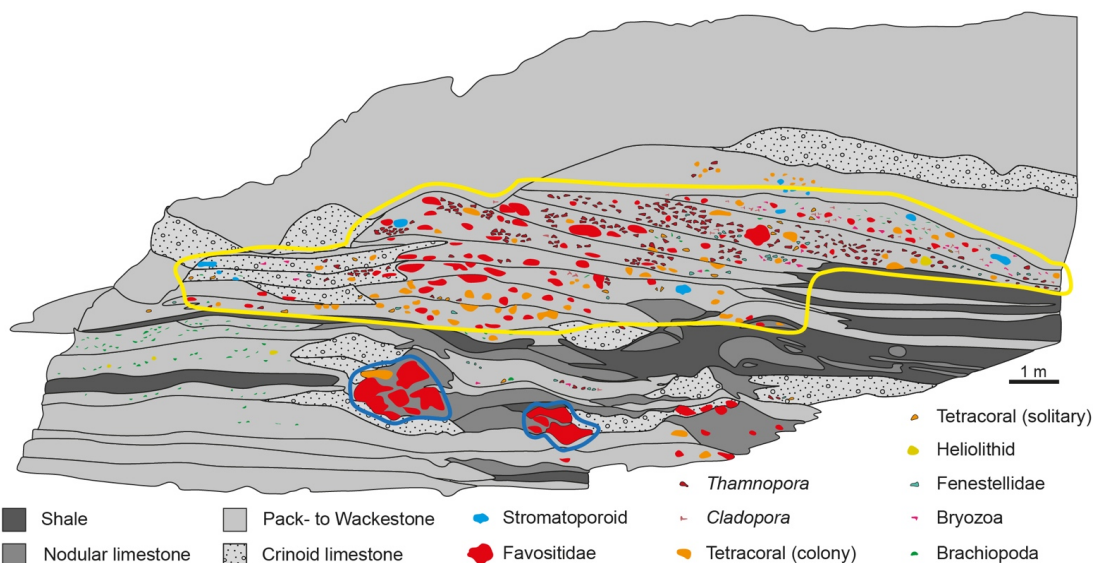 1 m
Tetracoral (solitary)
Heliolithid
Thamnopora
Fenestellidae
Shale
Pack- to Wackestone
Stromatoporoid
Cladopora
Bryozoa
Nodular limestone
Crinoid limestone
Favositidae
Tetracoral (colony)
Brachiopoda